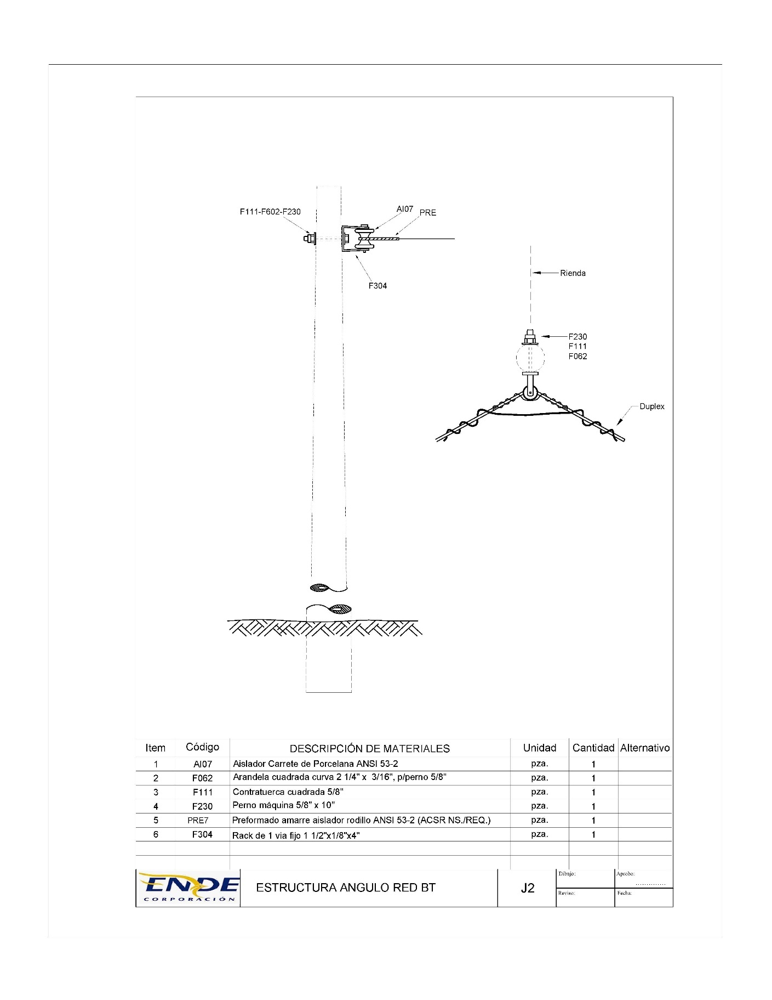 F111-F602-F230
AI07
PRE
F304
Rienda
F230
F111
F062
Duplex
Item Código DESCRIPCIÓN DE MATERIALES Unidad Cantidad Alternativo
1 AI07 Aislador Carrete de Porcelana ANSI 53-2 pza. 1
2 F062 Arandela cuadrada curva 2 1/4" x 3/16", p/perno 5/8" pza. 1
3 F111 Contratuerca cuadrada 5/8" pza. 1
4 F230 Perno máquina 5/8" x 10" pza. 1
5 PRE7 Preformado amarre aislador rodillo ANSI 53-2 (ACSR NS./REQ.) pza. 1
6 F304 Rack de 1 via fijo 1 1/2"x1/8"x4" pza. 1
ENDE
CORPORACIÓN
ESTRUCTURA ANGULO RED BT
J2
Dibujo:
Aprobo:
..............
Reviso:
Fecha: